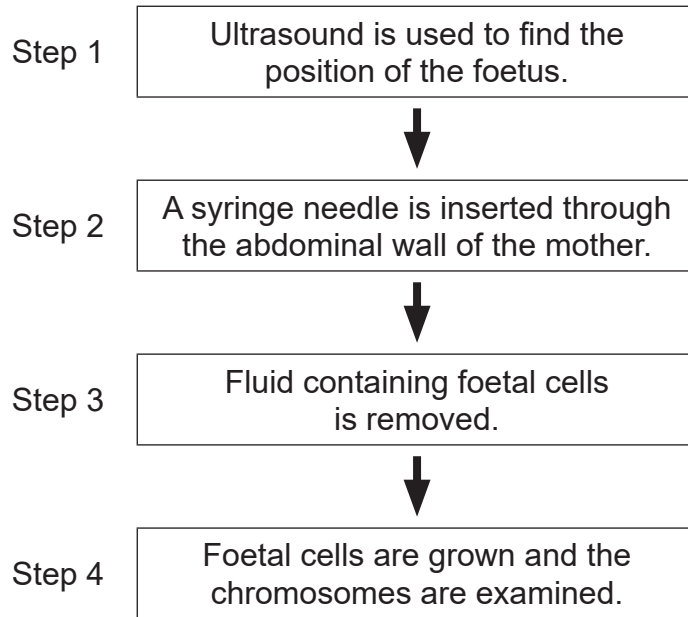 Step 1
Ultrasound is used to find the
position of the foetus.
Step 2
A syringe needle is inserted through
the abdominal wall of the mother.
Step 3
Fluid containing foetal cells
is removed.
Step 4
Foetal cells are grown and the
chromosomes are examined.